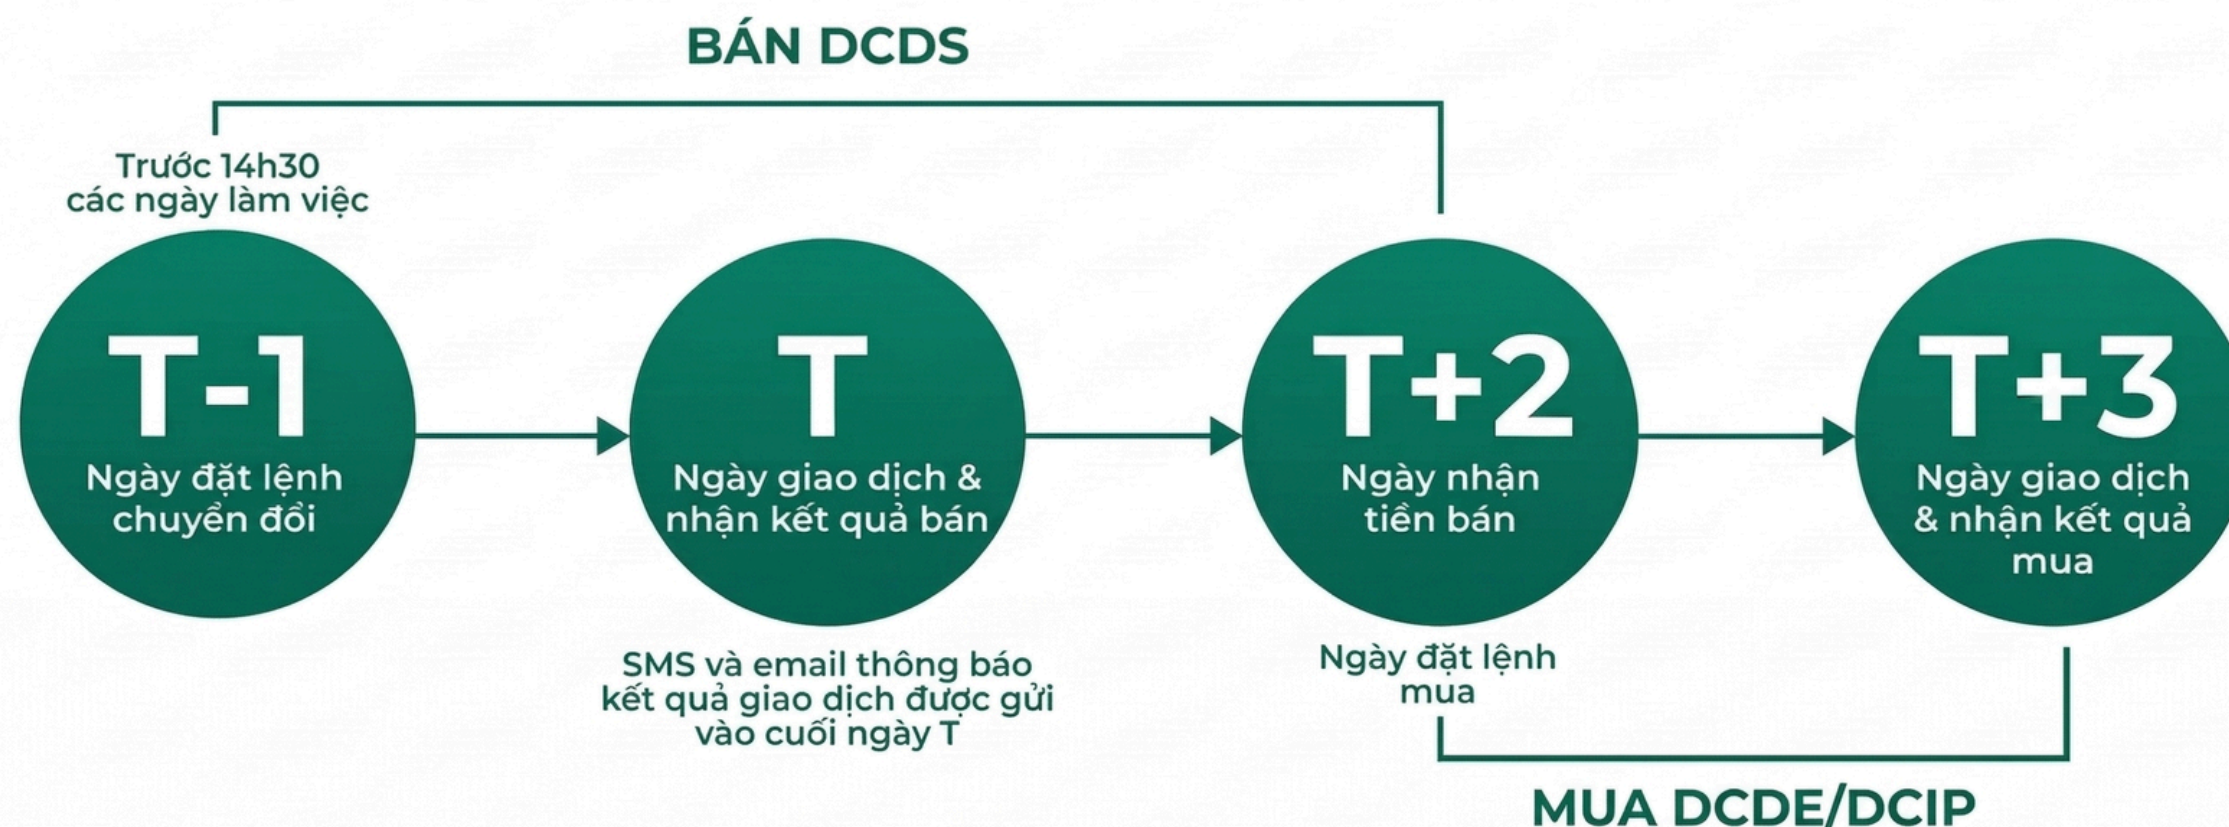 BÁN DCDS
Trước 14h30
các ngày làm việc
T-1
Ngày đặt lệnh
chuyển đổi
T
Ngày giao dịch &
nhận kết quả bán
SMS và email thông báo
kết quả giao dịch được gửi
vào cuối ngày T
T+2
Ngày nhận
tiền bán
Ngày đặt lệnh
mua
T+3
Ngày giao dịch
& nhận kết quả
mua
MUA DCDE/DCIP